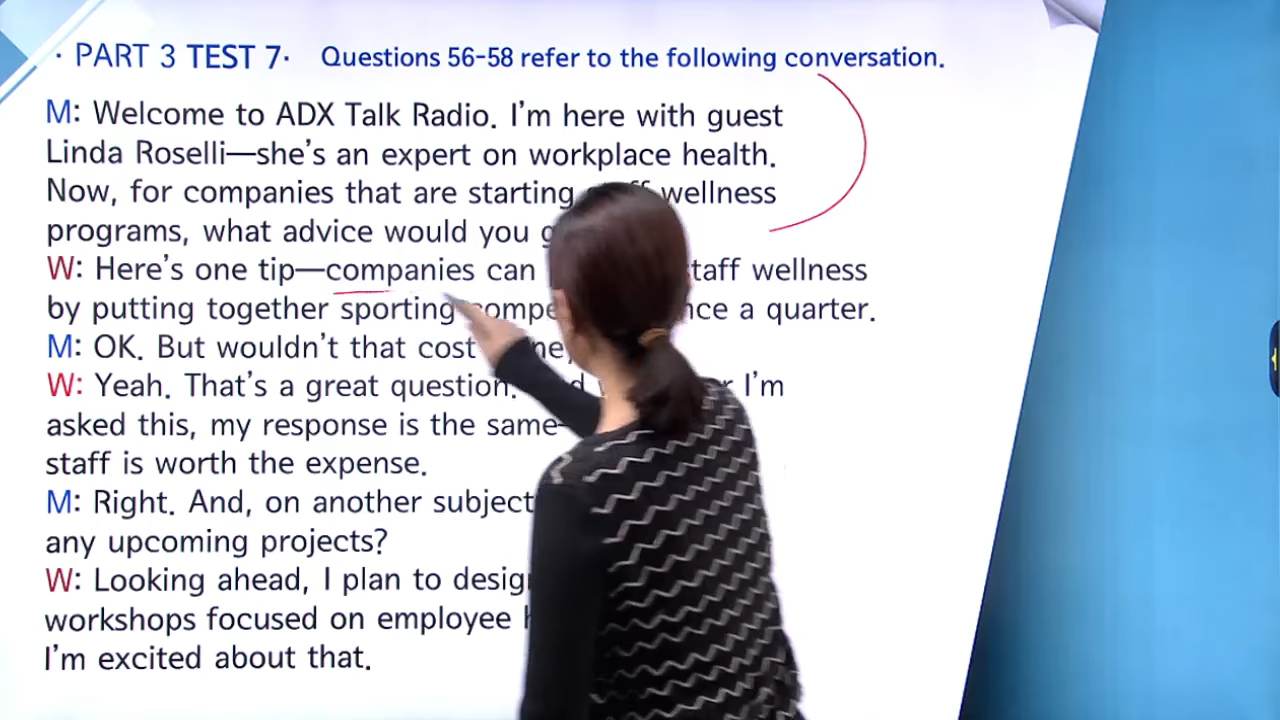 · PART 3 TEST 7· Questions 56-58 refer to the following conversation.
M: Welcome to ADX Talk Radio. I'm here with guest
Linda Roselli—she's an expert on workplace health.
Now, for companies that are starting wellness
programs, what advice would you
W: Here's one tip—companies can staff wellness
by putting together sporting a quarter.
M: OK. But wouldn't that cost
W: Yeah. That's a great question. I'm
asked this, my response is the same—
staff is worth the expense.
M: Right. And, on another subject
any upcoming projects?
W: Looking ahead, I plan to
workshops focused on employee
I'm excited about that.